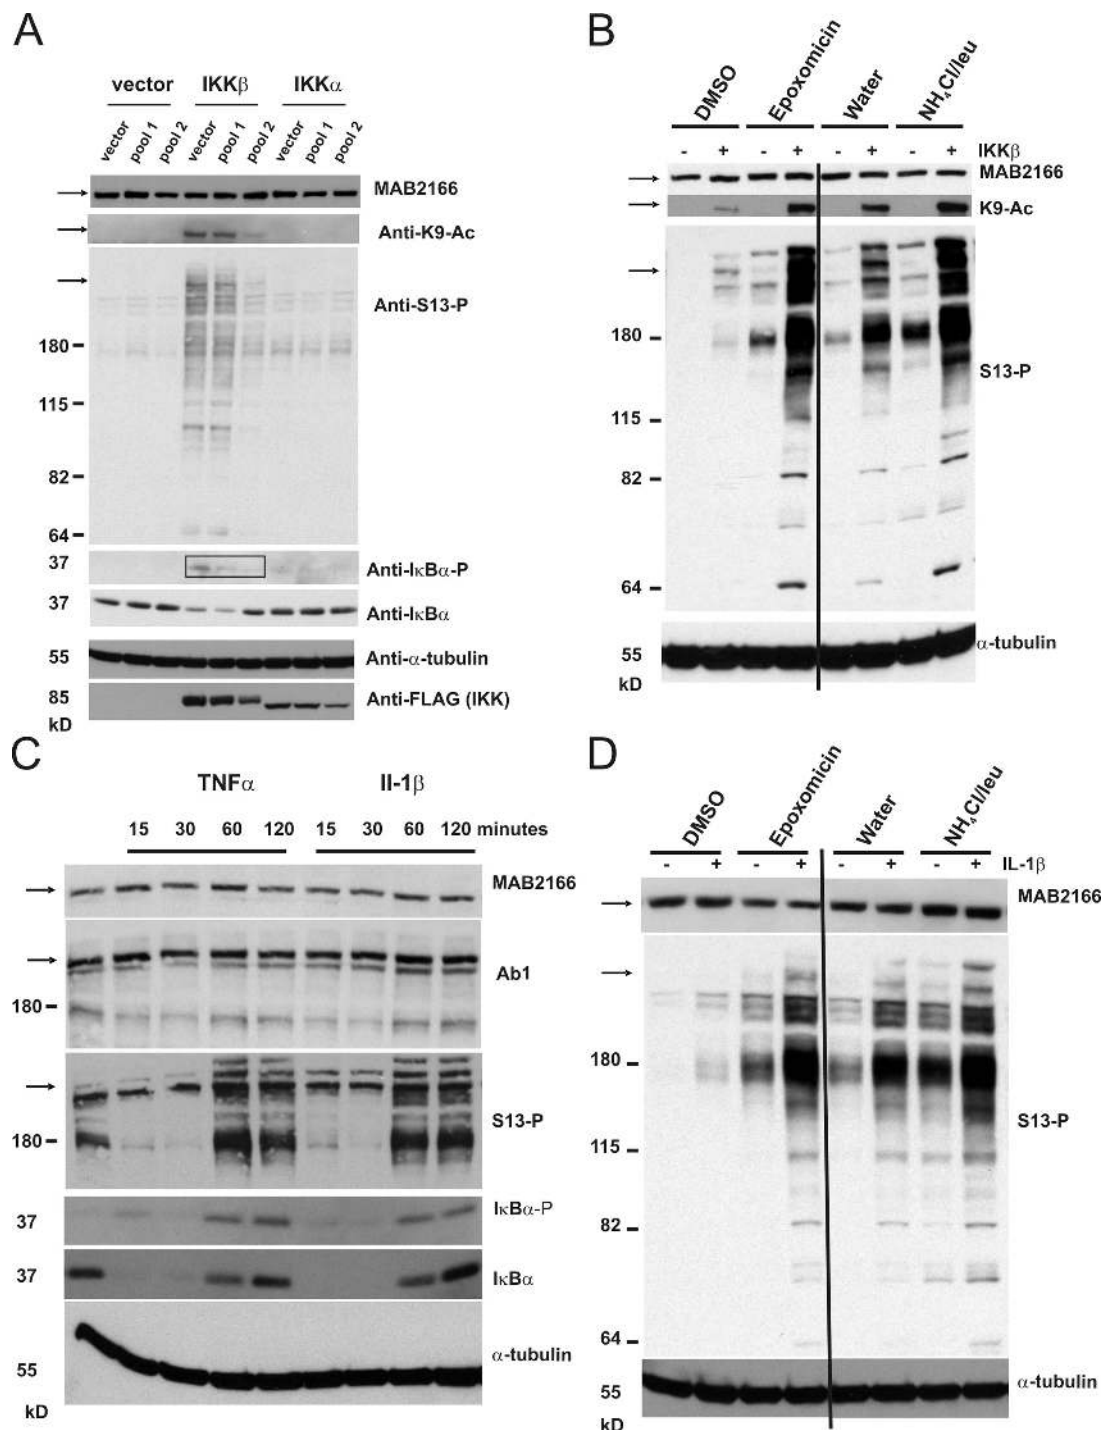 A
vector IKKβ IKKα
vector pool 1 pool 2 vector pool 1 pool 2 vector pool 1 pool 2
MAB2166
Anti-K9-Ac
Anti-S13-P
180
115
82
64
37 Anti-IκBα-P
37 Anti-IκBα
55 Anti-α-tubulin
85 Anti-FLAG (IKK)
kD
B
DMSO Epoxomicin Water NH₄Cl/leu
- + - + - + - + IKKβ
MAB2166
K9-Ac
180
S13-P
115
82
64
α-tubulin
55
kD
C
TNFα Il-1β
15 30 60 120 15 30 60 120 minutes
MAB2166
Ab1
180
S13-P
180
IκBα-P
37
37 IκBα
α-tubulin
55
kD
D
DMSO Epoxomicin Water NH₄Cl/leu
- + - + - + - + IL-1β
MAB2166
180
S13-P
115
82
64
α-tubulin
55
kD